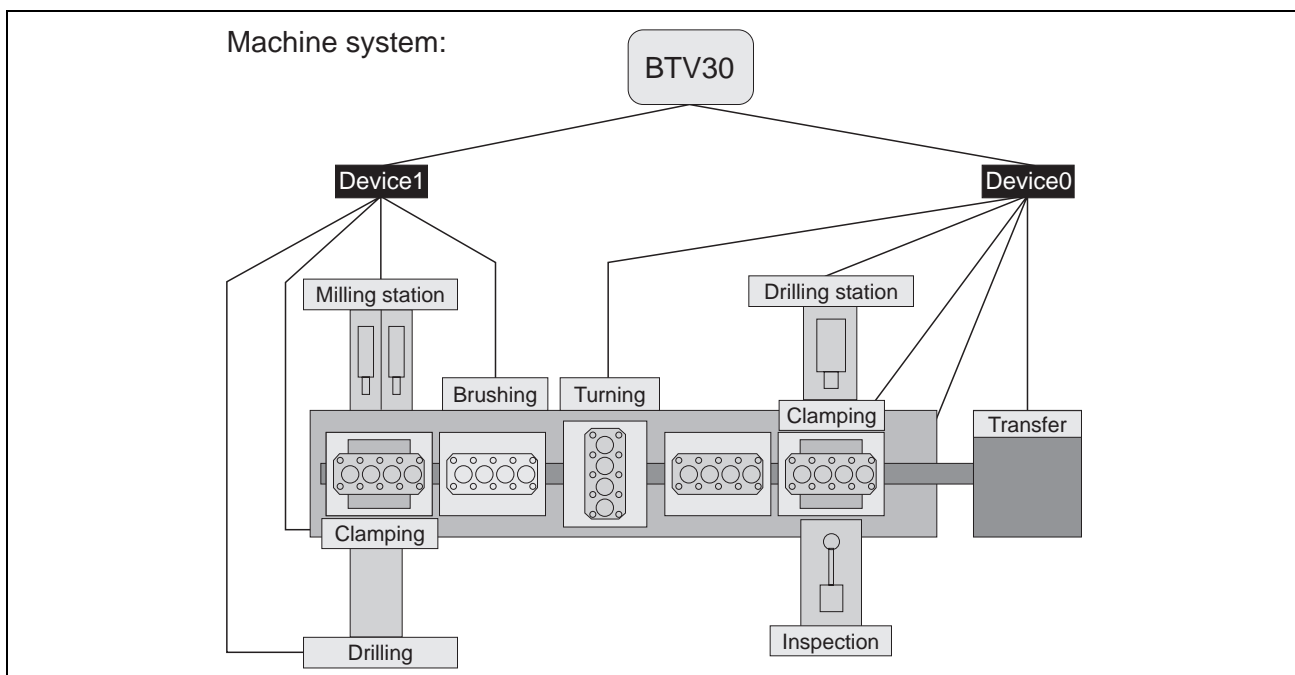 Machine system:
BTV30
Device1
Device0
Milling station
Drilling station
Brushing
Turning
Clamping
Transfer
Clamping
Drilling
Inspection